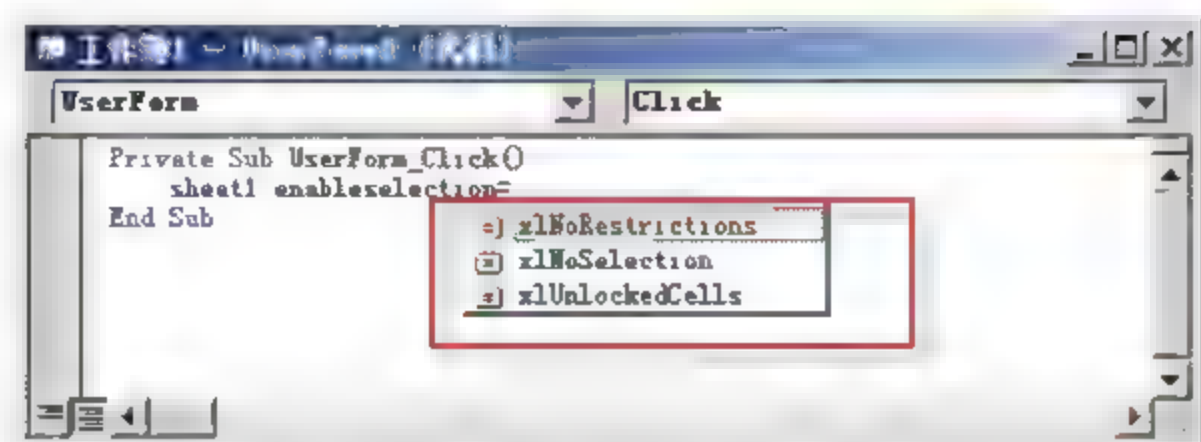 UserForm Click
Private Sub UserForm_Click()
sheet1 enableselection=
End Sub
xlNoRestrictions
xlNoSelection
xlUnlockedCells